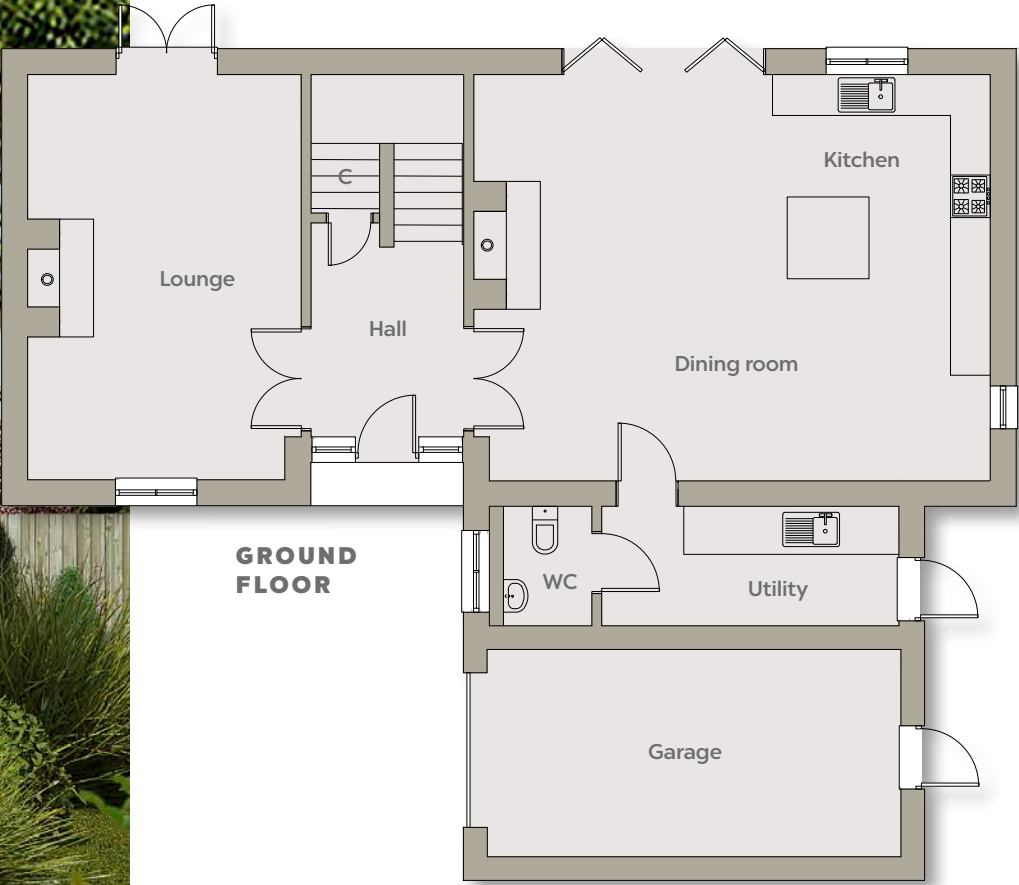 Kitchen
C
Lounge
Hall
Dining room
GROUND
FLOOR
WC
Utility
Garage